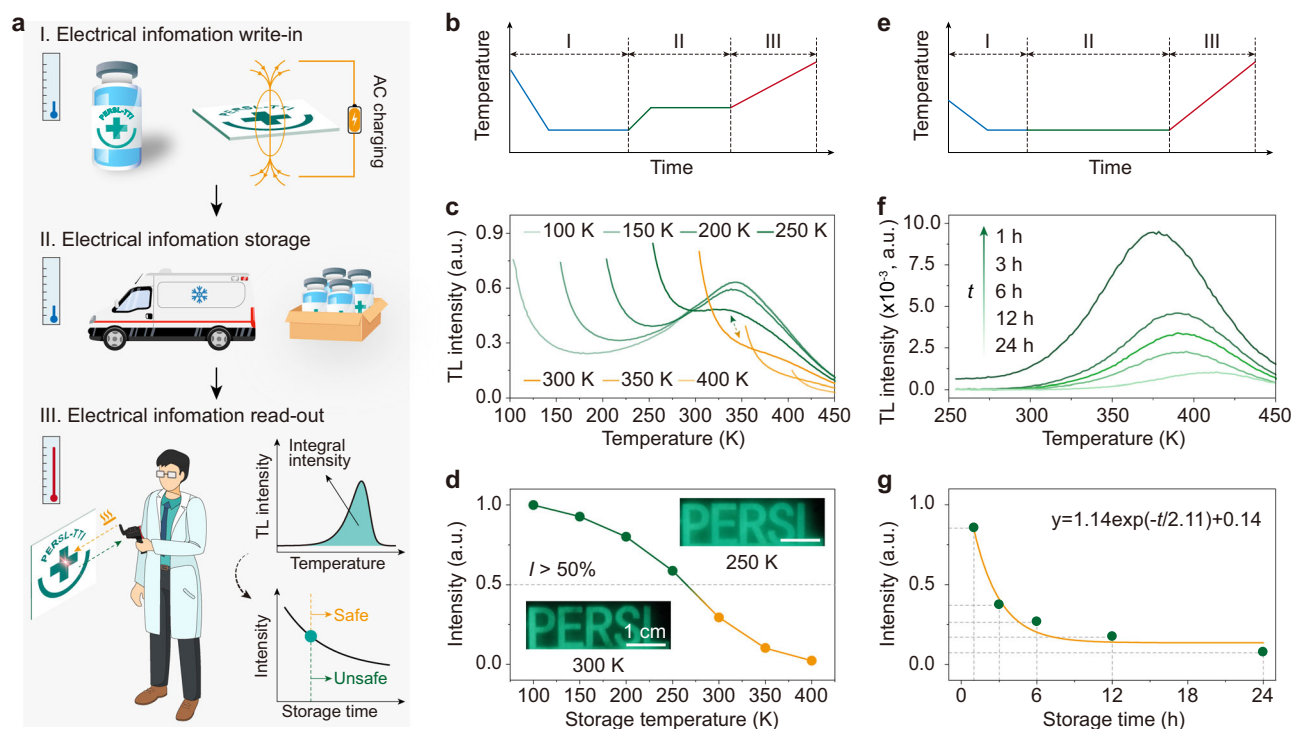 a
I. Electrical infomation write-in
PERSL-TTI
PERSL-TTI
AC charging
II. Electrical infomation storage
III. Electrical infomation read-out
PERSL-TTI
TL intensity
Integral
intensity
Temperature
Intensity
Safe
Unsafe
Storage time
b
Temperature
I II III
Time
c
TL intensity (a.u.)
0.9
0.6
0.3
0.0
100 K 150 K 200 K 250 K
300 K 350 K 400 K
100 150 200 250 300 350 400 450
Temperature (K)
d
Intensity (a.u.)
1.0
0.5
0.0
I > 50%
PERSL
250 K
PERSL
1 cm
300 K
100 150 200 250 300 350 400
Storage temperature (K)
e
Temperature
I II III
Time
f
TL intensity (x10-3, a.u.)
10.0
7.5
5.0
2.5
0.0
t
1 h
3 h
6 h
12 h
24 h
250 300 350 400 450
Temperature (K)
g
Intensity (a.u.)
1.0
0.5
0.0
y=1.14exp(-t/2.11)+0.14
0 6 12 18 24
Storage time (h)